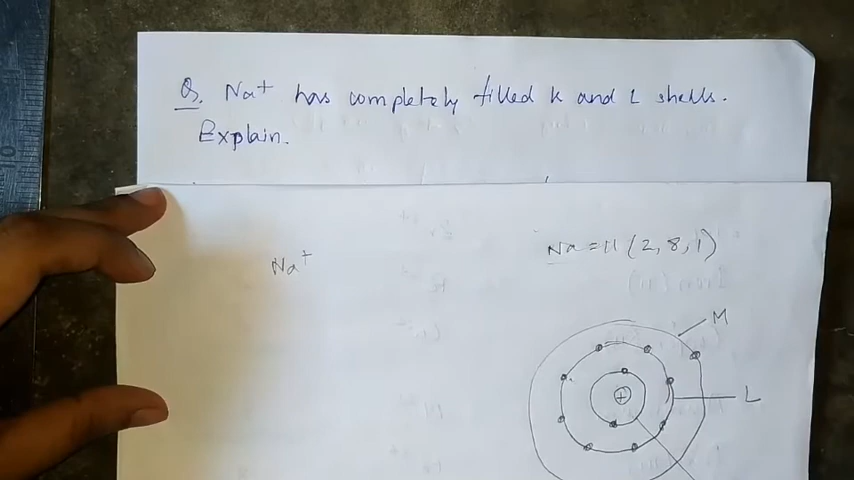 Q. Na+ has completely filled K and L shells.
Explain.
Na+
Na = 11 (2, 8, 1)
M
+
L